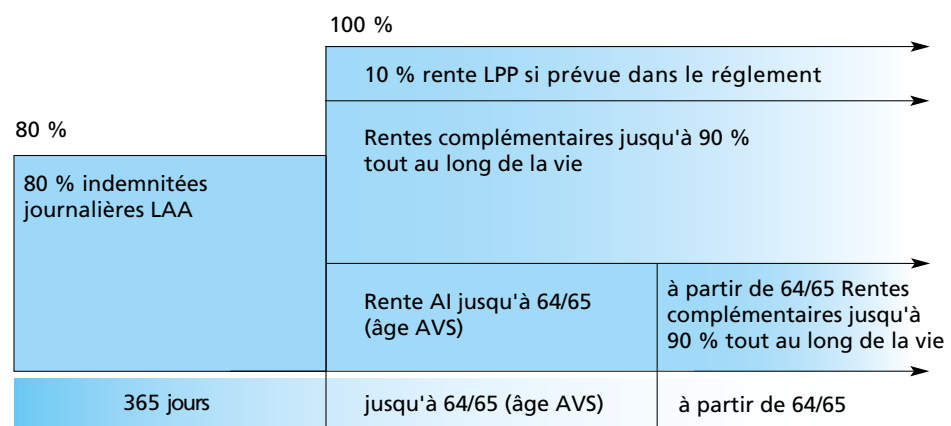 100 %
10 % rente LPP si prévue dans le réglement
80 %
Rentes complémentaires jusqu'à 90 %
tout au long de la vie
80 % indemnitées
journalières LAA
Rente AI jusqu'à 64/65
(âge AVS)
à partir de 64/65 Rentes
complémentaires jusqu'à
90 % tout au long de la vie
365 jours
jusqu'à 64/65 (âge AVS)
à partir de 64/65